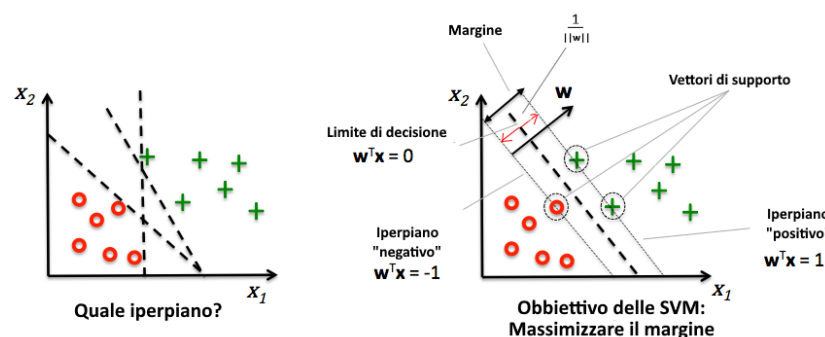 x₂
x₁
Quale iperpiano?
Margine
1
||w||
w
Vettori di supporto
x₂
Limite di decisione
wᵀx = 0
Iperpiano
"negativo"
wᵀx = -1
Iperpiano
"positivo
wᵀx = 1
x₁
Obbiettivo delle SVM:
Massimizzare il margine